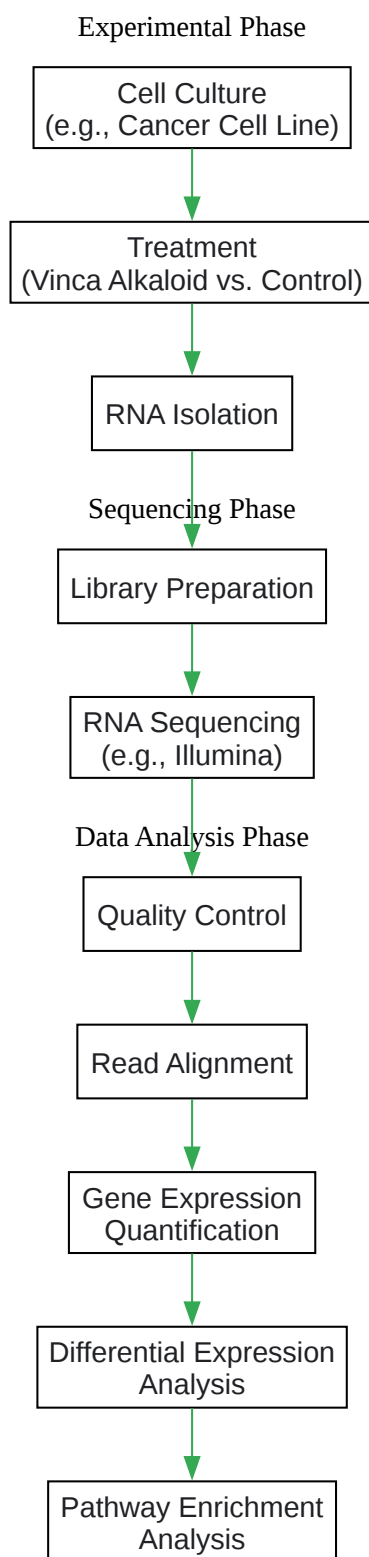 Experimental Phase
Cell Culture
(e.g., Cancer Cell Line)
Treatment
(Vinca Alkaloid vs. Control)
RNA Isolation
Sequencing Phase
Library Preparation
RNA Sequencing
(e.g., Illumina)
Data Analysis Phase
Quality Control
Read Alignment
Gene Expression
Quantification
Differential Expression
Analysis
Pathway Enrichment
Analysis